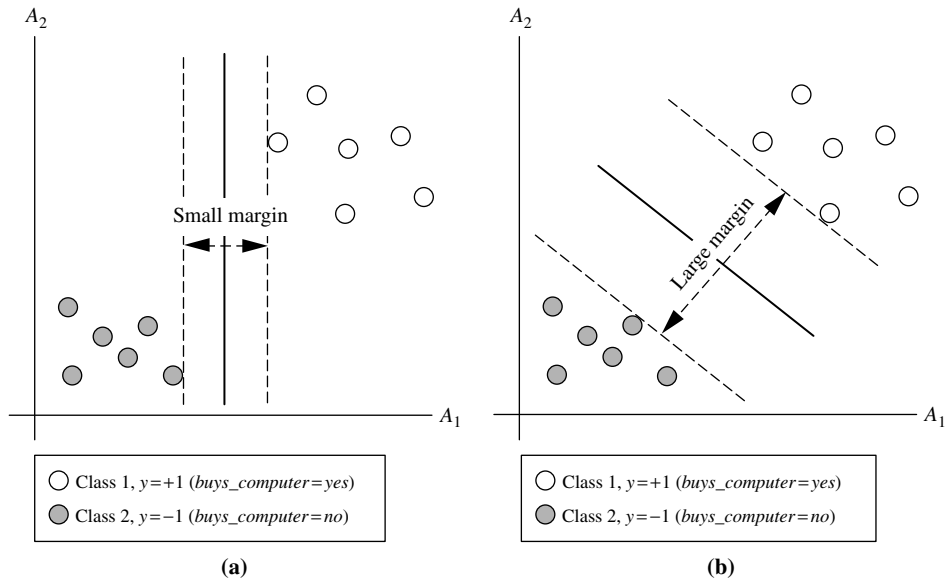 A2
Small margin
A1
Class 1, y=+1 (buys_computer=yes)
Class 2, y=−1 (buys_computer=no)
(a)
A2
Large margin
A1
Class 1, y=+1 (buys_computer=yes)
Class 2, y=−1 (buys_computer=no)
(b)